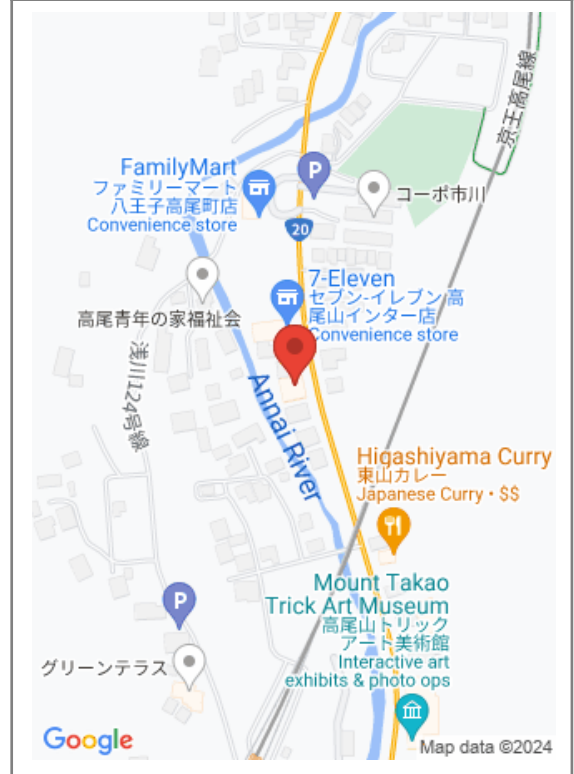 京王高尾線
FamilyMart
ファミリーマート
八王子高尾町店
Convenience store
P
コーポ市川
20
7-Eleven
セブン-イレブン 高
尾山インター店
Convenience store
高尾青年の家福祉会
浅川124号線
Annai River
Higashiyama Curry
東山カレー
Japanese Curry • $$
Mount Takao
Trick Art Museum
高尾山トリック
アート美術館
Interactive art
exhibits & photo ops
P
グリーンテラス
Google
Map data ©2024